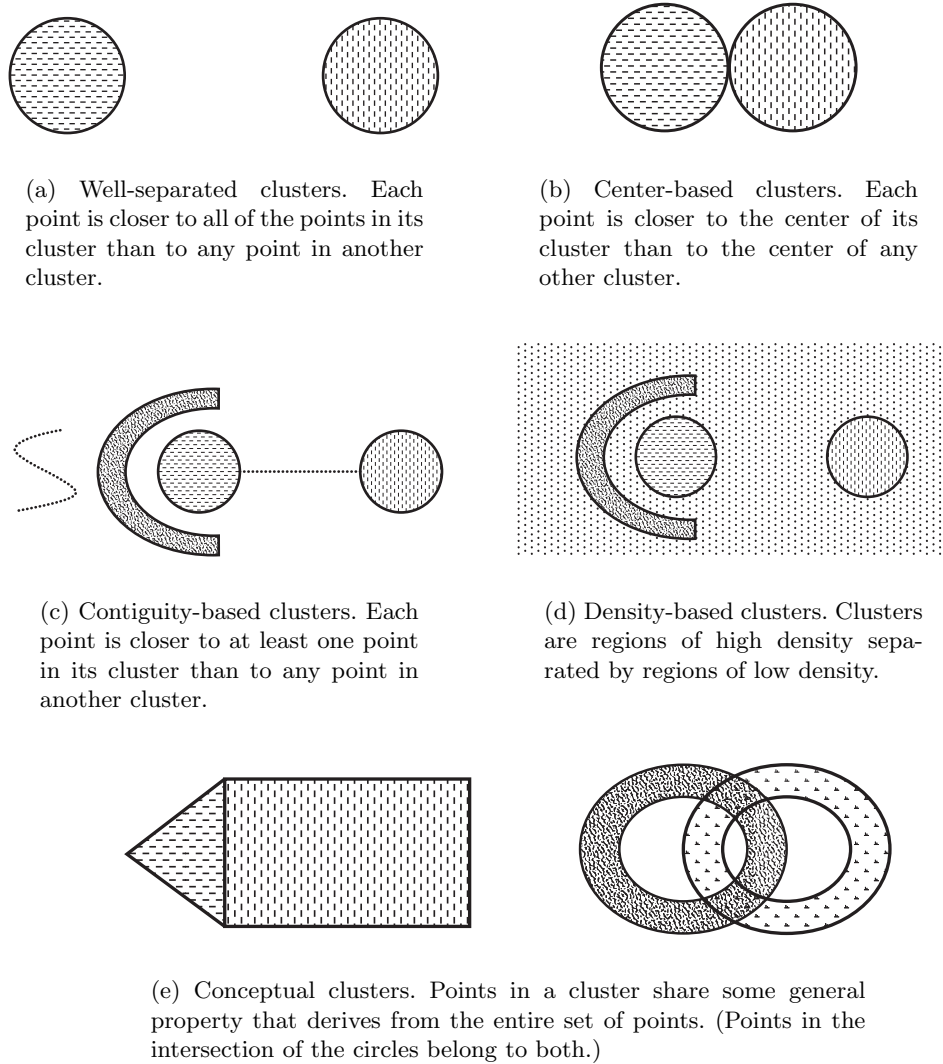 (a) Well-separated clusters. Each
point is closer to all of the points in its
cluster than to any point in another
cluster.
(b) Center-based clusters. Each
point is closer to the center of its
cluster than to the center of any
other cluster.
(c) Contiguity-based clusters. Each
point is closer to at least one point
in its cluster than to any point in
another cluster.
(d) Density-based clusters. Clusters
are regions of high density sepa-
rated by regions of low density.
(e) Conceptual clusters. Points in a cluster share some general
property that derives from the entire set of points. (Points in the
intersection of the circles belong to both.)